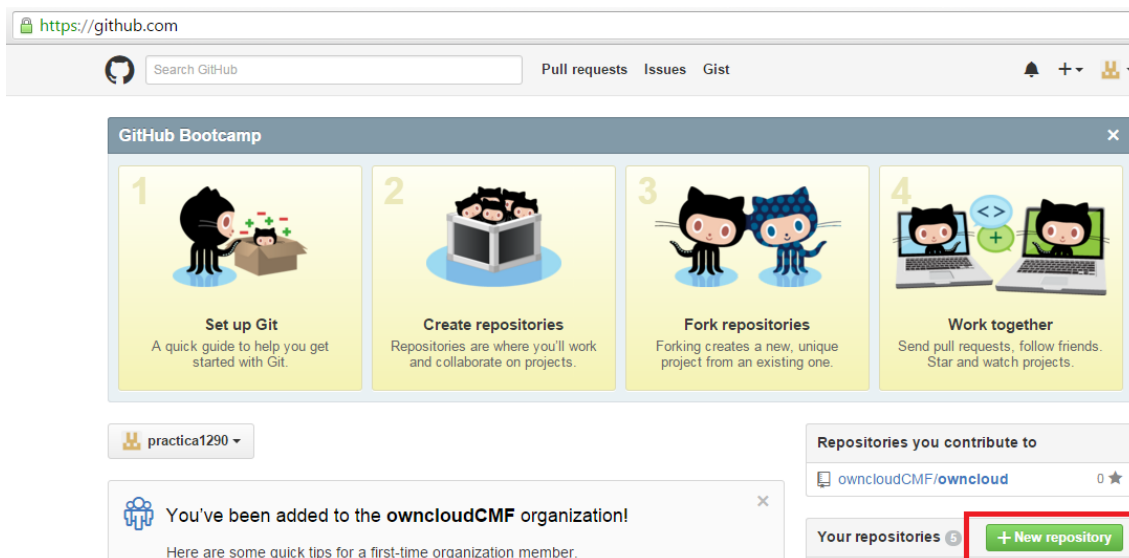 https://github.com
Search GitHub
Pull requests Issues Gist
GitHub Bootcamp
1
Set up Git
A quick guide to help you get
started with Git.
2
Create repositories
Repositories are where you'll work
and collaborate on projects.
3
Fork repositories
Forking creates a new, unique
project from an existing one.
4
Work together
Send pull requests, follow friends.
Star and watch projects.
practica1290
You've been added to the owncloudCMF organization!
Here are some quick tips for a first-time organization member.
Repositories you contribute to
owncloudCMF/owncloud 0
Your repositories 5
New repository